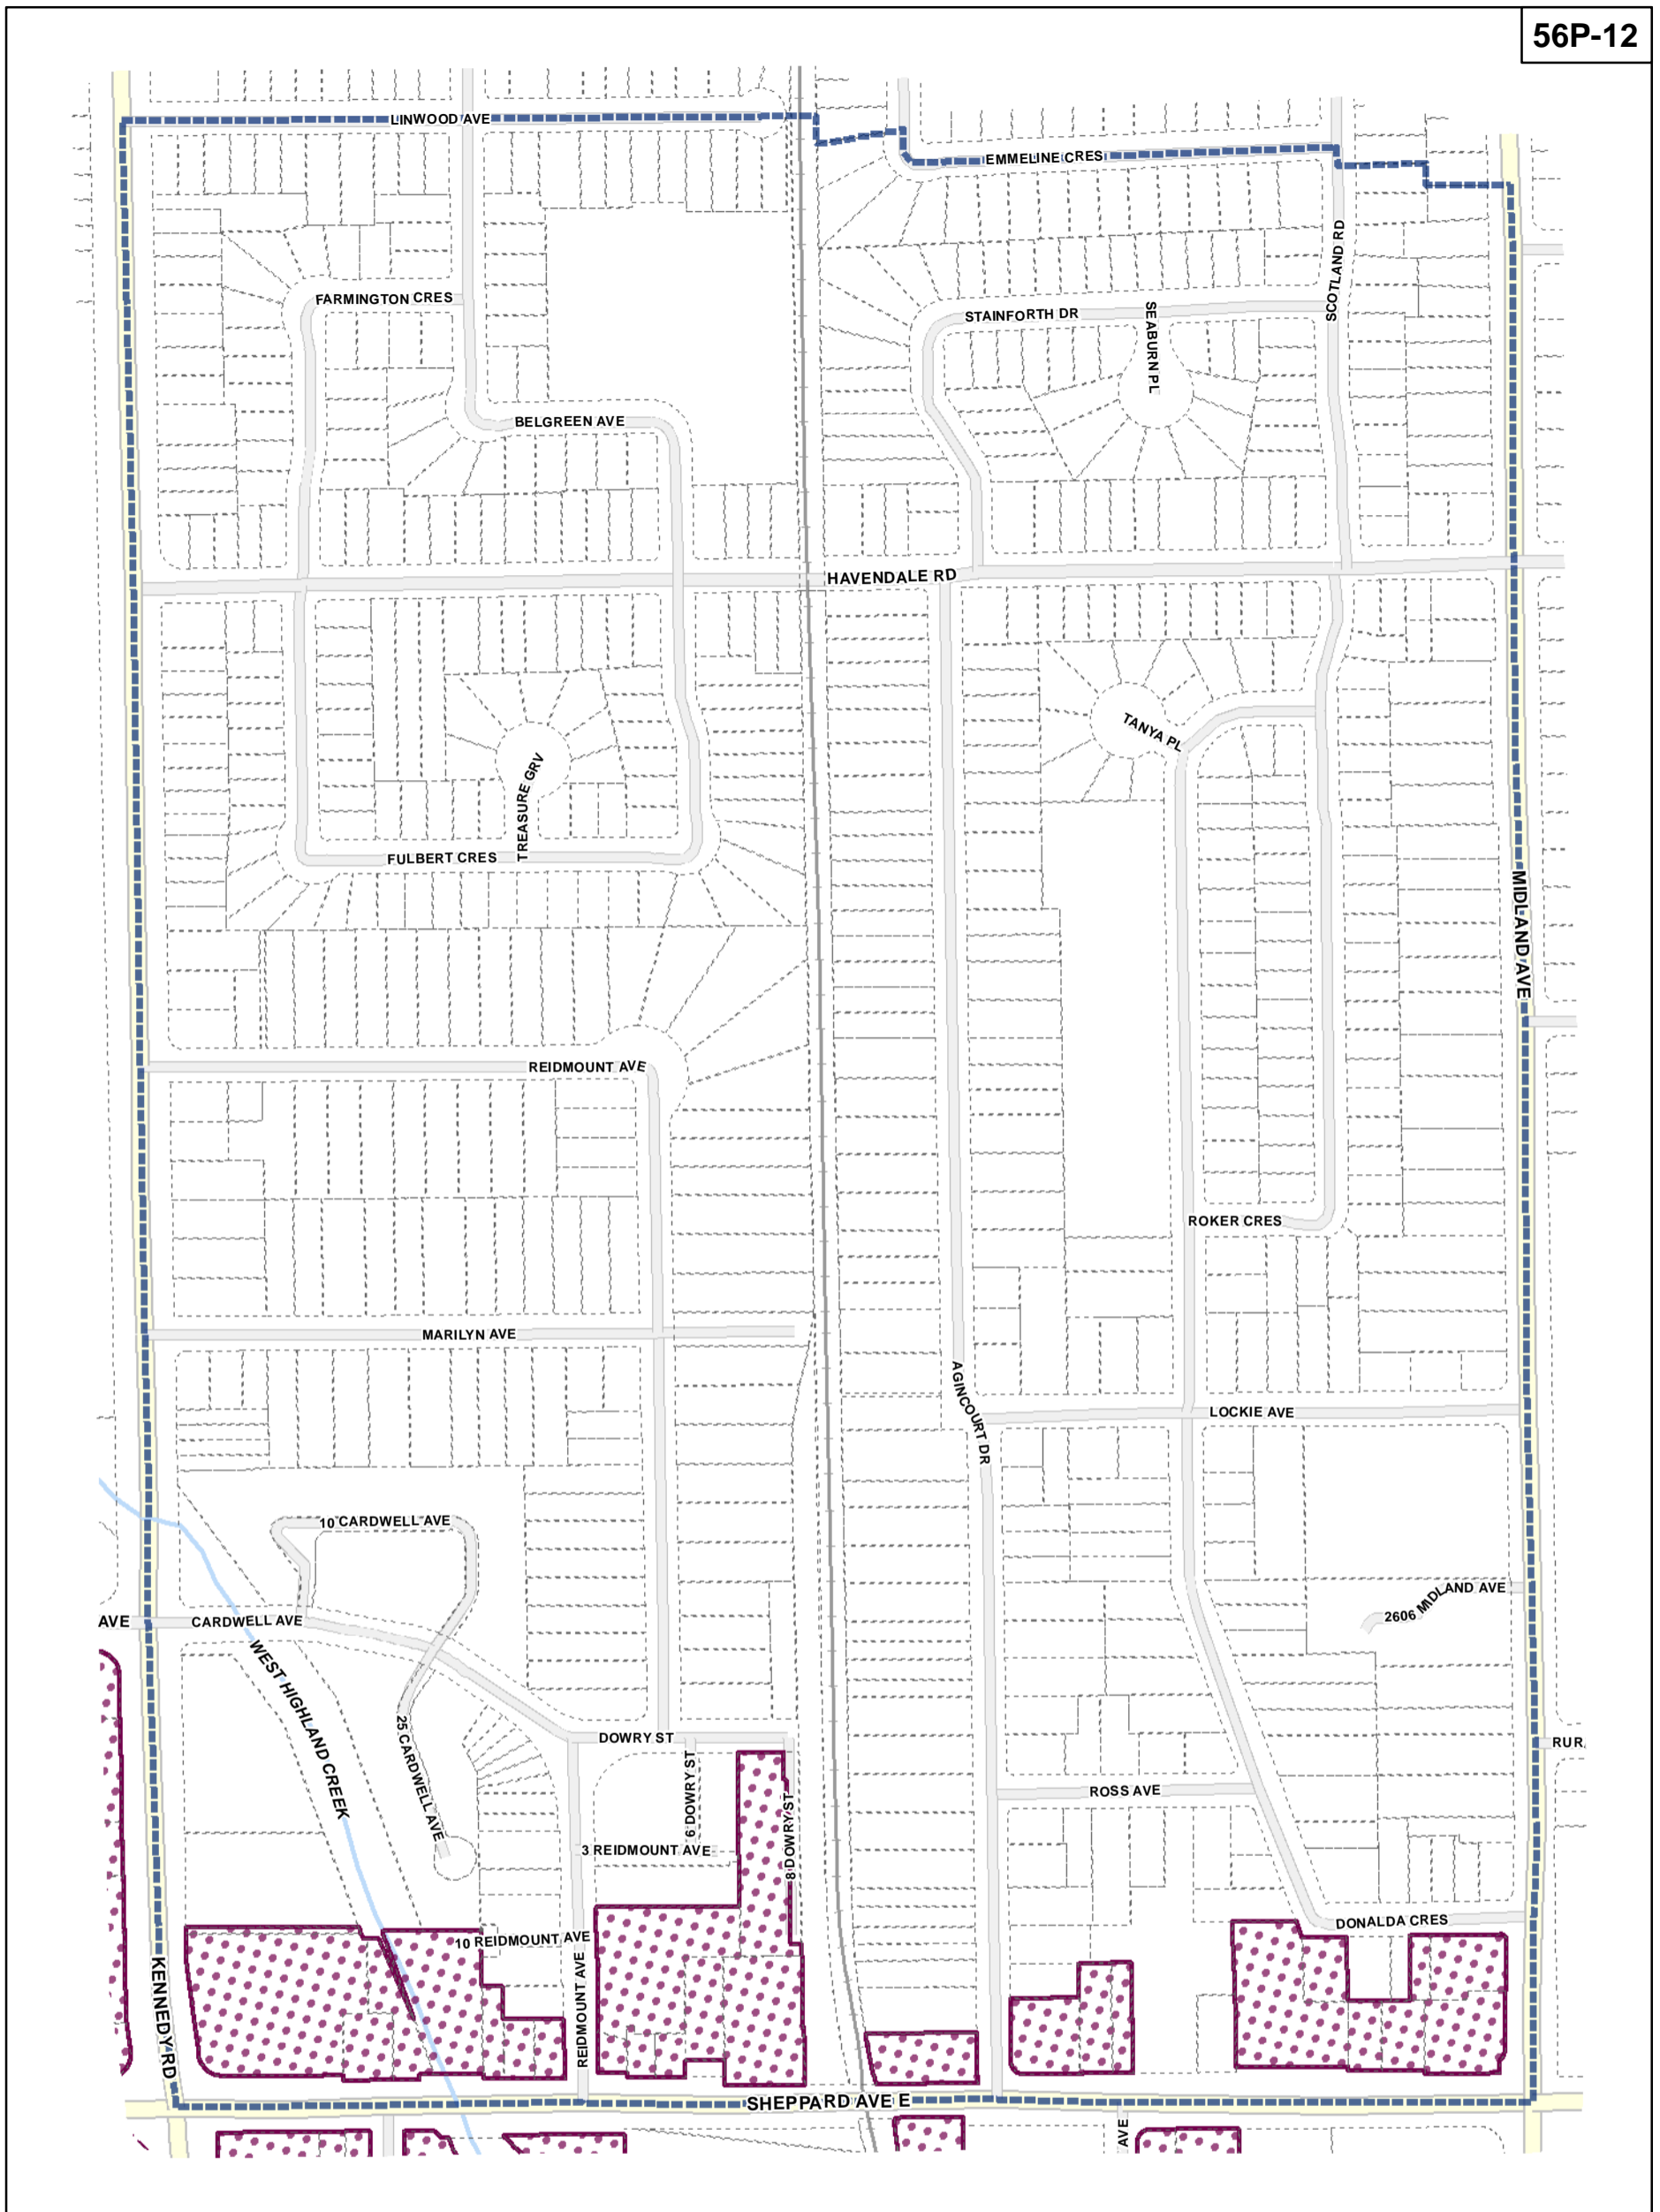 56P-12
LINWOOD AVE
EMMELINE CRES
SCOTLAND RD
FARMINGTON CRES
STAINFORTH DR
SEABURN PL
BELGREEN AVE
HAVENDALE RD
TANYA PL
TREASURE GRV
FULBERT CRES
MIDLAND AVE
REIDMOUNT AVE
ROKER CRES
MARILYN AVE
AGINCOURT DR
LOCKIE AVE
10 CARDWELL AVE
2606 MIDLAND AVE
AVE
CARDWELL AVE
WEST HIGHLAND CREEK
25 CARDWELL AVE
DOWRY ST
RUR
6 DOWRY ST
ROSS AVE
8 DOWRY ST
3 REIDMOUNT AVE
DONALDA CRES
10 REIDMOUNT AVE
REIDMOUNT AVE
KENNEDY RD
SHEPPARD AVE E
AVE